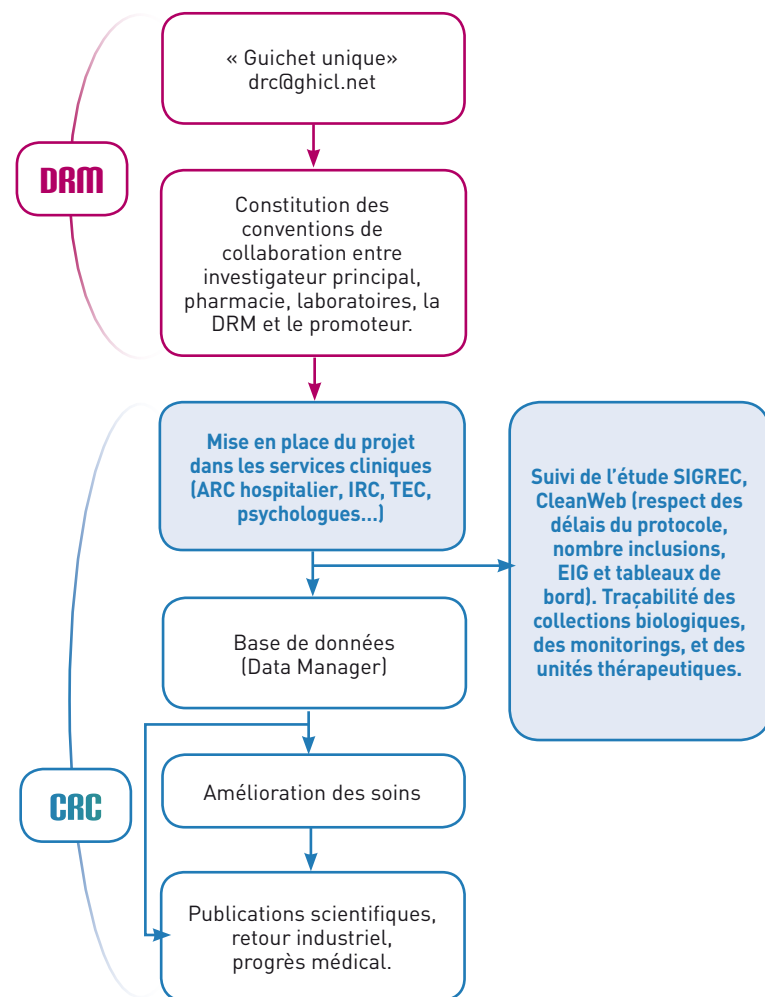 « Guichet unique»
drc@ghicl.net
DRM
Constitution des
conventions de
collaboration entre
investigateur principal,
pharmacie, laboratoires, la
DRM et le promoteur.
Mise en place du projet
dans les services cliniques
(ARC hospitalier, IRC, TEC,
psychologues...)
Suivi de l'étude SIGREC,
CleanWeb (respect des
délais du protocole,
nombre inclusions,
EIG et tableaux de
bord). Traçabilité des
collections biologiques,
des monitorings, et des
unités thérapeutiques.
Base de données
(Data Manager)
CRC
Amélioration des soins
Publications scientifiques,
retour industriel,
progrès médical.